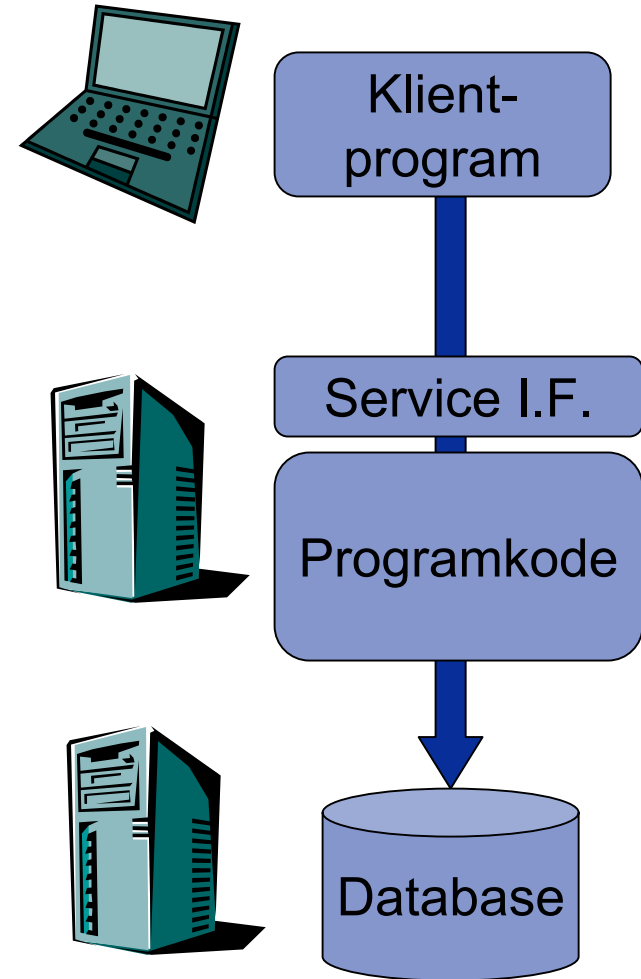 Klient-
program
Service I.F.
Programkode
Database